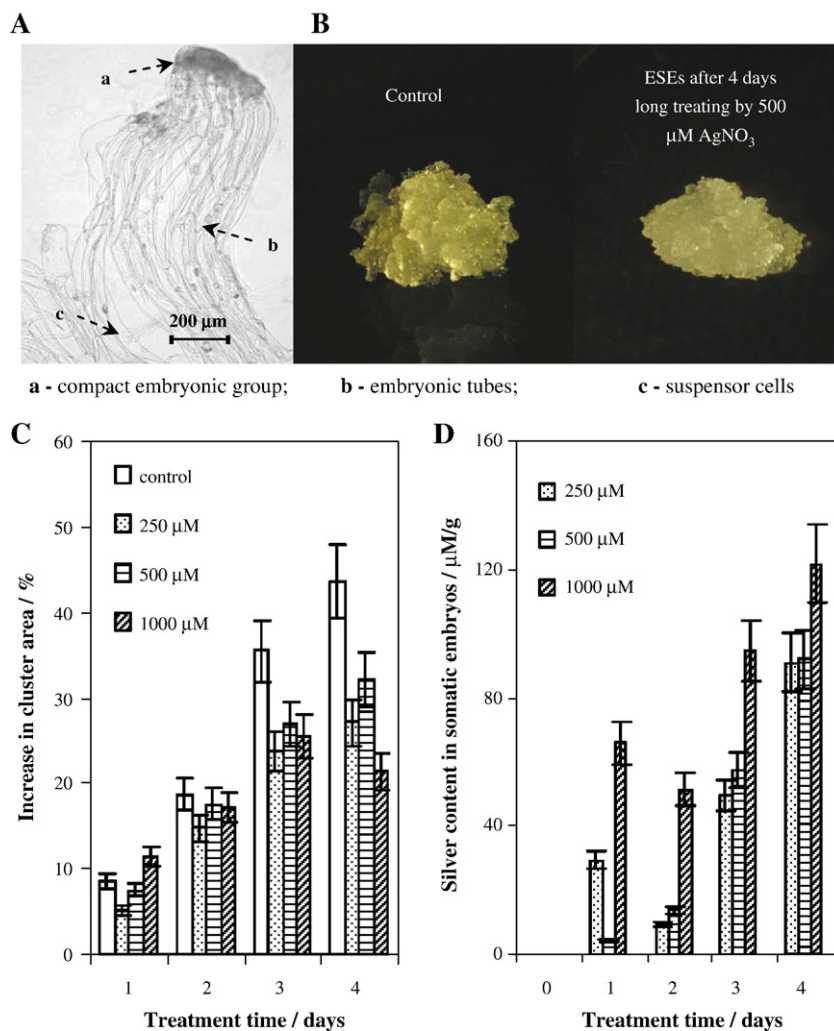 A
B
a
b
c
200 µm
Control
ESEs after 4 days
long treating by 500
µM AgNO3
a - compact embryonic group;
b - embryonic tubes;
c - suspensor cells
C
Increase in cluster area / %
60
50
40
30
20
10
0
control
250 µM
500 µM
1000 µM
1 2 3 4
Treatment time / days
D
Silver content in somatic embryos / µM/g
160
120
80
40
0
250 µM
500 µM
1000 µM
0 1 2 3 4
Treatment time / days